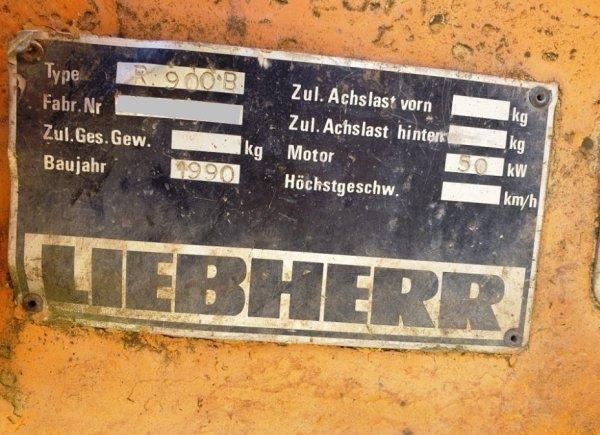 Type R 900 B
Fabr. Nr
Zul. Ges. Gew. kg
Baujahr 1990
Zul. Achslast vorn kg
Zul. Achslast hinten kg
Motor 50 kW
Höchstgeschw. km/h
LIEBHERR